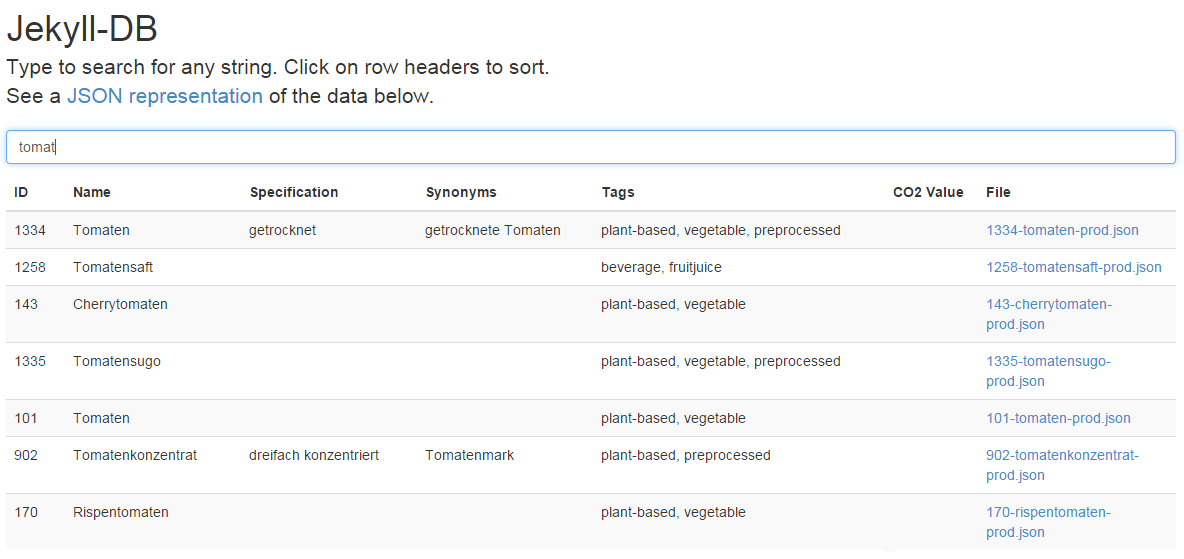 Jekyll-DB
Type to search for any string. Click on row headers to sort.
See a JSON representation of the data below.
tomat
ID Name Specification Synonyms Tags CO2 Value File
1334 Tomaten getrocknet getrocknete Tomaten plant-based, vegetable, preprocessed 1334-tomaten-prod.json
1258 Tomatensaft beverage, fruitjuice 1258-tomatensaft-prod.json
143 Cherrytomaten plant-based, vegetable 143-cherrytomaten-
prod.json
1335 Tomatensugo plant-based, vegetable, preprocessed 1335-tomatensugo-
prod.json
101 Tomaten plant-based, vegetable 101-tomaten-prod.json
902 Tomatenkonzentrat dreifach konzentriert Tomatenmark plant-based, preprocessed 902-tomatenkonzentrat-
prod.json
170 Rispentomaten plant-based, vegetable 170-rispentomaten-
prod.json